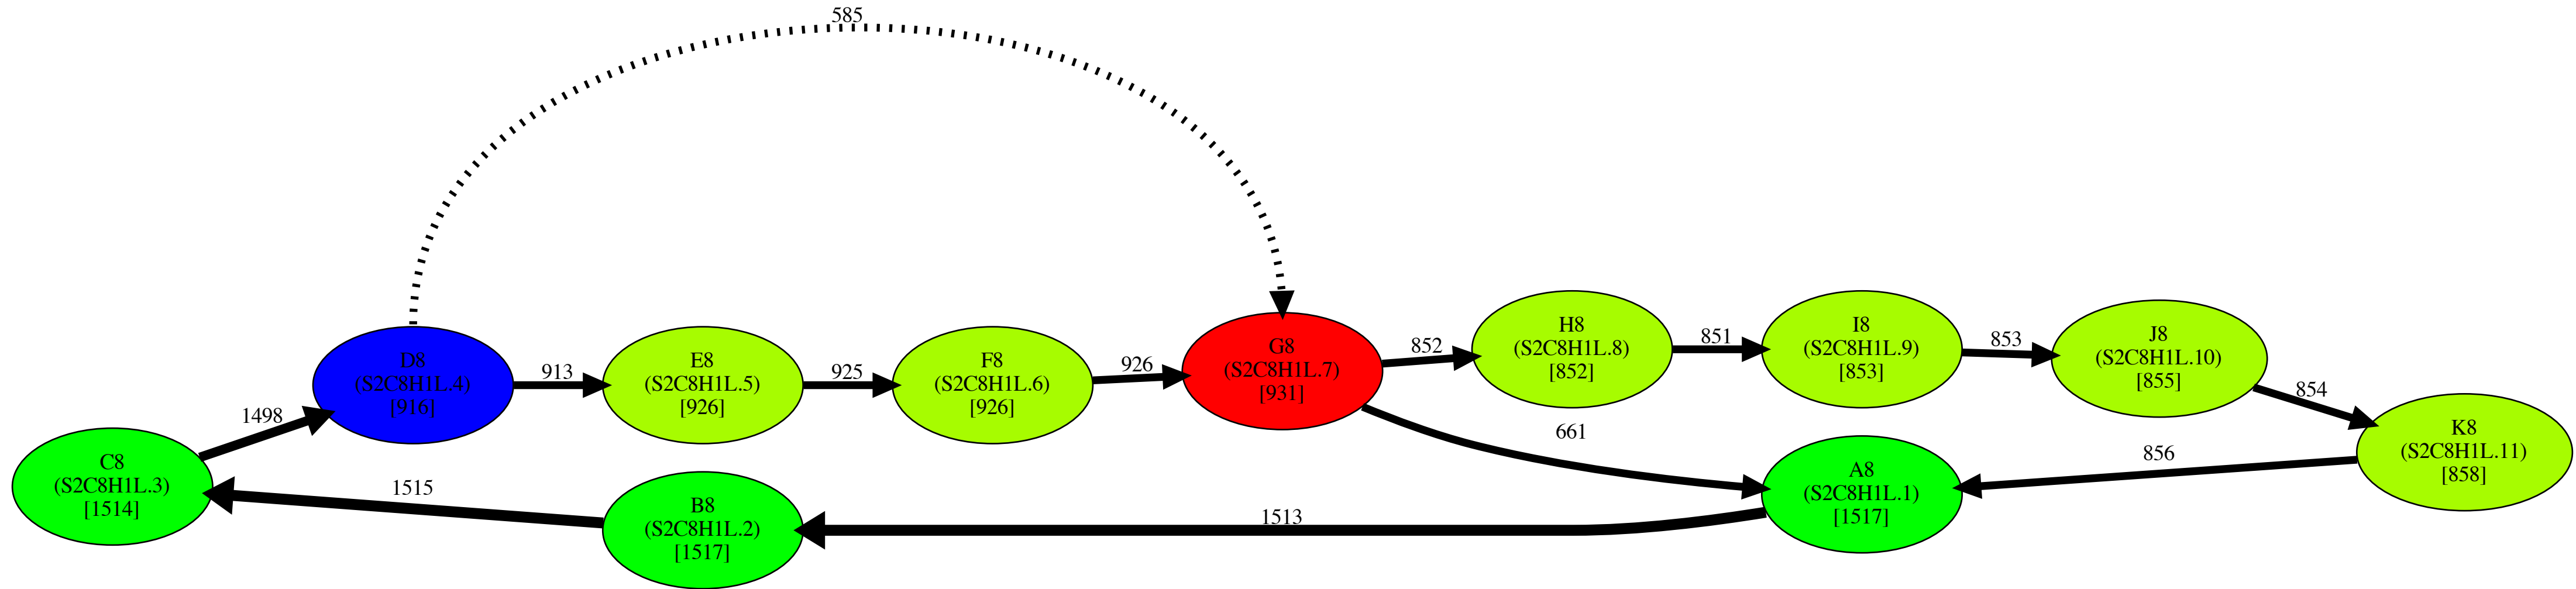 585
D8
(S2C8H1L.4)
[916]
913
E8
(S2C8H1L.5)
[926]
925
F8
(S2C8H1L.6)
[926]
926
G8
(S2C8H1L.7)
[931]
852
H8
(S2C8H1L.8)
[852]
851
I8
(S2C8H1L.9)
[853]
853
J8
(S2C8H1L.10)
[855]
854
K8
(S2C8H1L.11)
[858]
856
661
A8
(S2C8H1L.1)
[1517]
1513
B8
(S2C8H1L.2)
[1517]
1515
C8
(S2C8H1L.3)
[1514]
1498